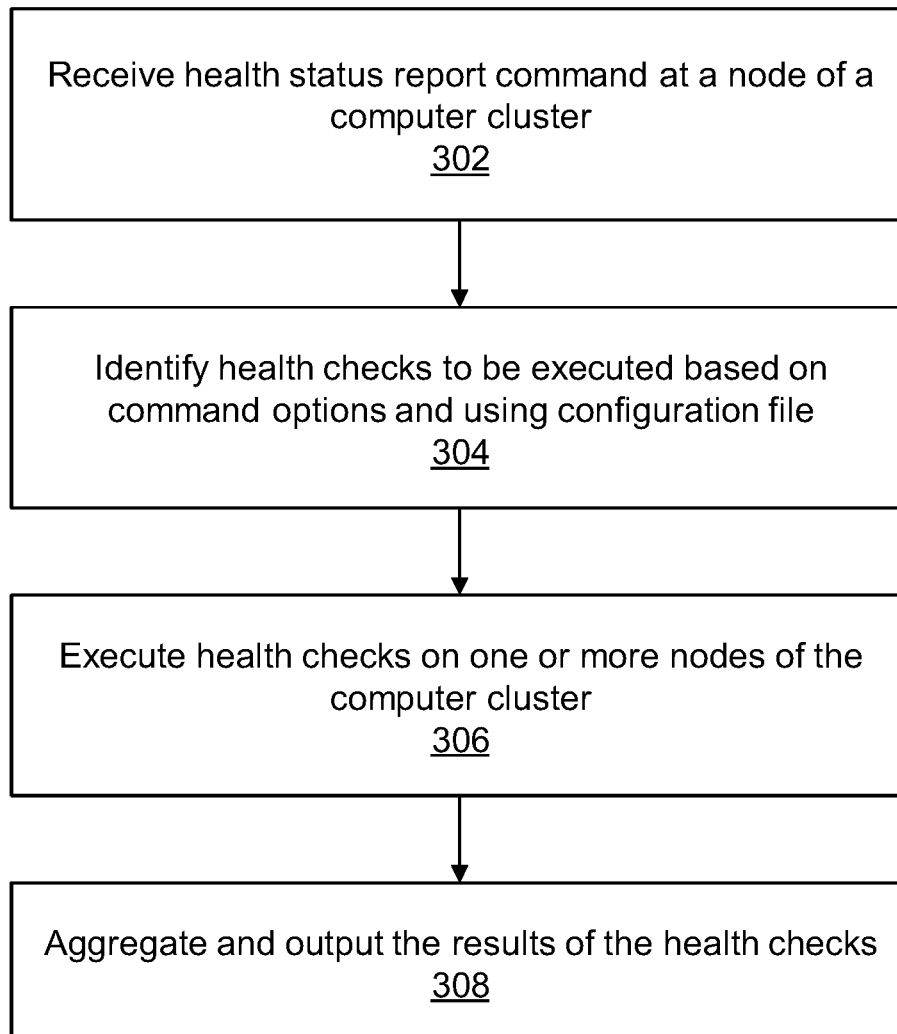 Receive health status report command at a node of a
computer cluster
302
Identify health checks to be executed based on
command options and using configuration file
304
Execute health checks on one or more nodes of the
computer cluster
306
Aggregate and output the results of the health checks
308